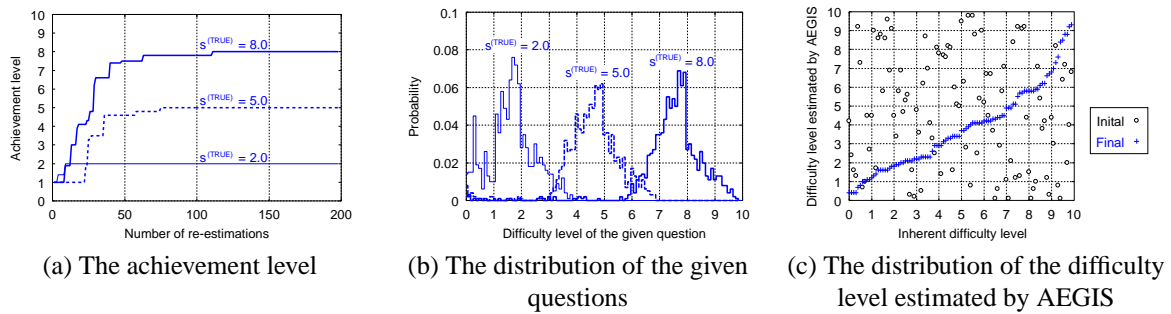 10
9
8
7
6
5
4
3
2
1
0
0 50 100 150 200
Achievement level
Number of re-estimations
s(TRUE) = 8.0
s(TRUE) = 5.0
s(TRUE) = 2.0
(a) The achievement level
0.1
0.08
0.06
0.04
0.02
0
0 1 2 3 4 5 6 7 8 9 10
Probability
Difficulty level of the given question
s(TRUE) = 2.0
s(TRUE) = 5.0
s(TRUE) = 8.0
(b) The distribution of the given
questions
10
9
8
7
6
5
4
3
2
1
0
0 1 2 3 4 5 6 7 8 9 10
Difficulty level estimated by AEGIS
Inherent difficulty level
Inital
Final
(c) The distribution of the difficulty
level estimated by AEGIS